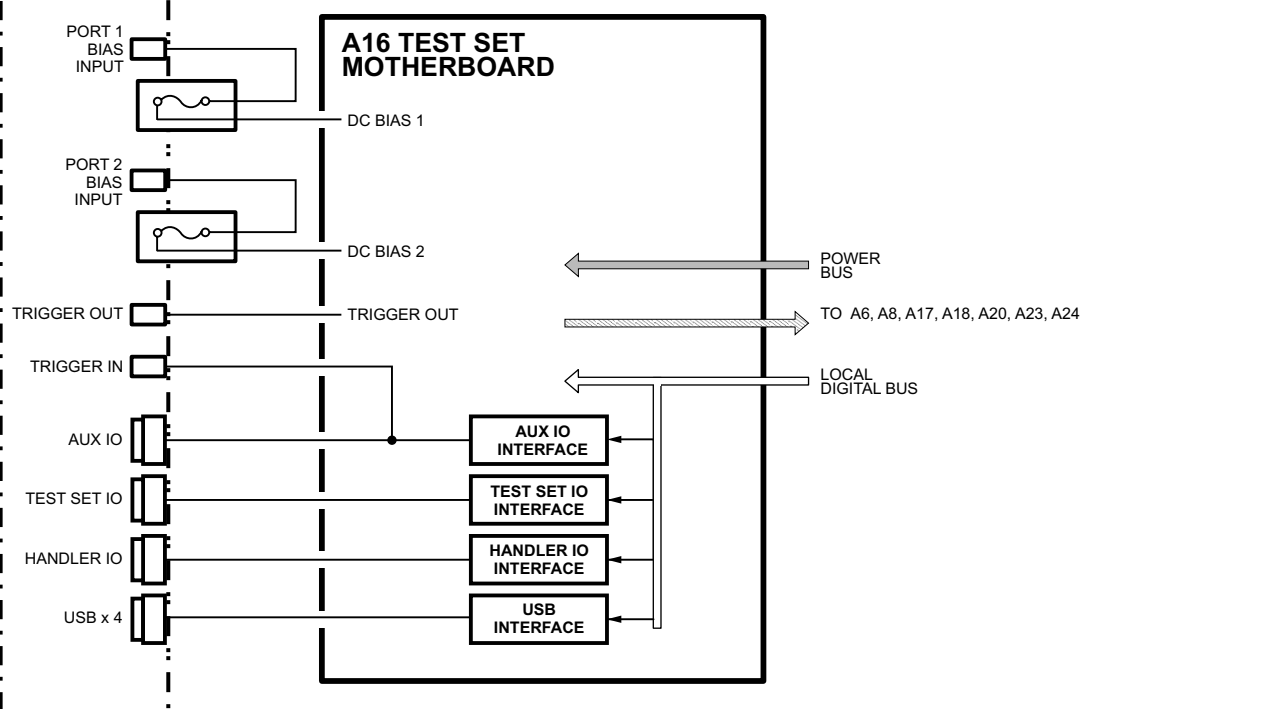 PORT 1
BIAS
INPUT
A16 TEST SET
MOTHERBOARD
DC BIAS 1
PORT 2
BIAS
INPUT
DC BIAS 2
POWER
BUS
TRIGGER OUT
TRIGGER OUT
TO A6, A8, A17, A18, A20, A23, A24
TRIGGER IN
LOCAL
DIGITAL BUS
AUX IO
AUX IO
INTERFACE
TEST SET IO
TEST SET IO
INTERFACE
HANDLER IO
HANDLER IO
INTERFACE
USB x 4
USB
INTERFACE